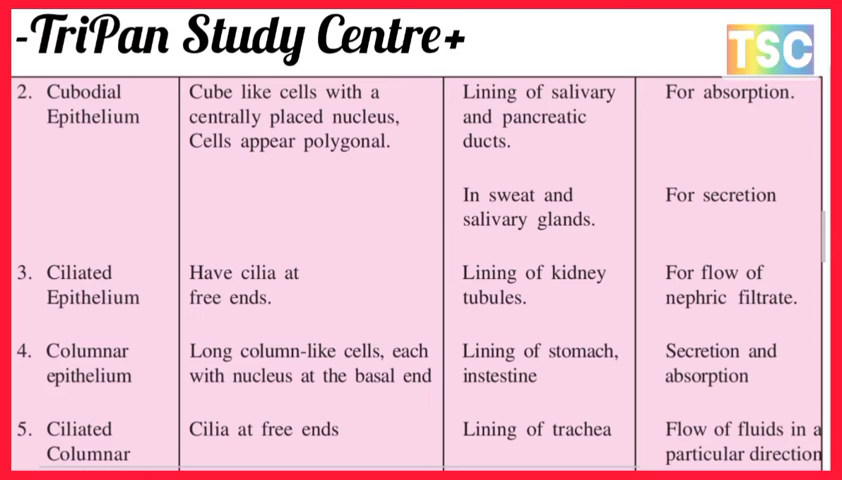 -TriPan Study Centre+
TSC
2. Cubodial Epithelium
Cube like cells with a
centrally placed nucleus,
Cells appear polygonal.
Lining of salivary
and pancreatic
ducts.
For absorption.
In sweat and
salivary glands.
For secretion
3. Ciliated
Epithelium
Have cilia at
free ends.
Lining of kidney
tubules.
For flow of
nephric filtrate.
4. Columnar
epithelium
Long column-like cells, each
with nucleus at the basal end
Lining of stomach,
instestine
Secretion and
absorption
5. Ciliated
Columnar
Cilia at free ends
Lining of trachea
Flow of fluids in a
particular direction